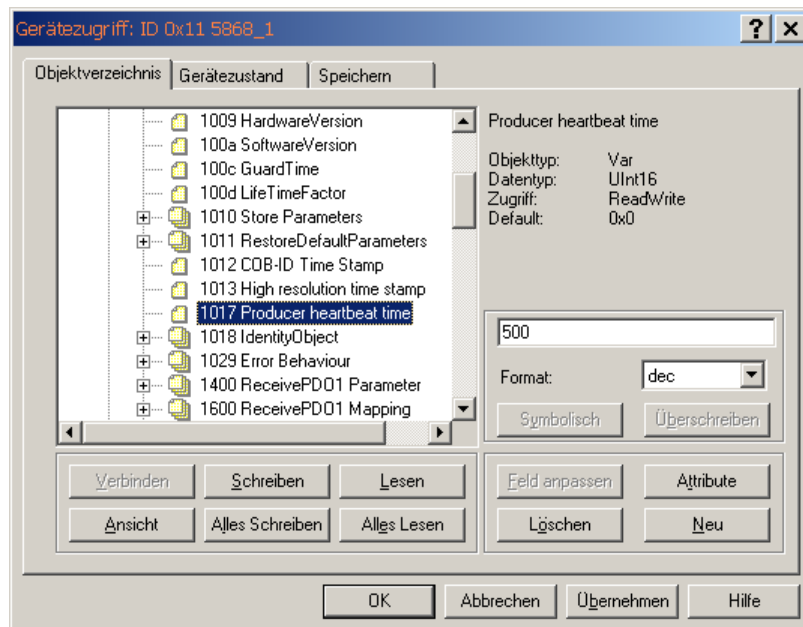 Gerätezugriff: ID 0x11 5868_1
Objektverzeichnis Gerätezustand Speichern
1009 HardwareVersion
100a SoftwareVersion
100c GuardTime
100d LifeTimeFactor
1010 Store Parameters
1011 RestoreDefaultParameters
1012 COB-ID Time Stamp
1013 High resolution time stamp
1017 Producer heartbeat time
1018 IdentityObject
1029 Error Behaviour
1400 ReceivePDO1 Parameter
1600 ReceivePDO1 Mapping
Producer heartbeat time
Objekttyp: Var
Datentyp: UInt16
Zugriff: ReadWrite
Default: 0x0
500
Format: dec
Symbolisch Überschreiben
Verbinden Schreiben Lesen
Ansicht Alles Schreiben Alles Lesen
Feld anpassen Attribute
Löschen Neu
OK Abbrechen Übernehmen Hilfe